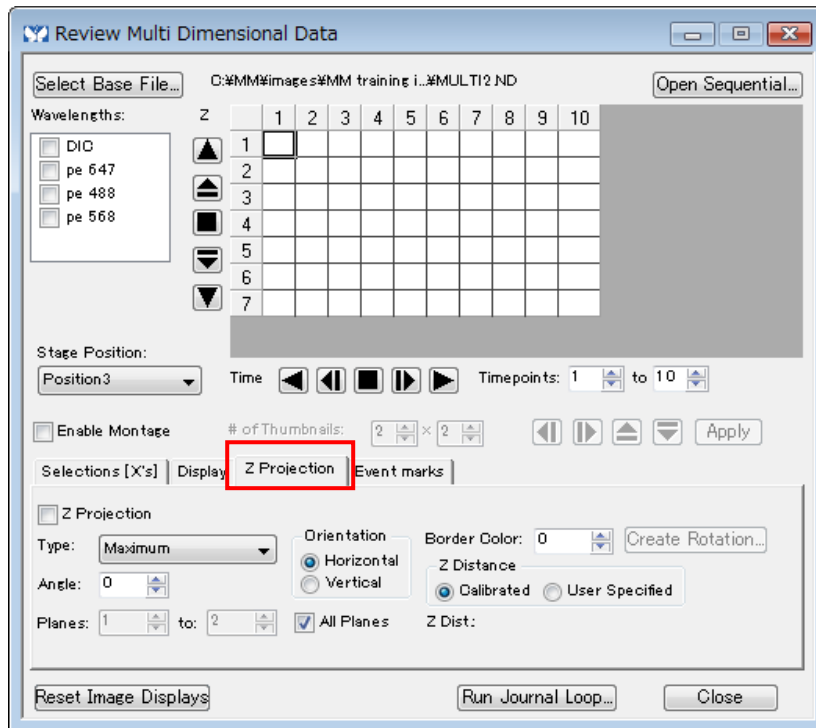 Review Multi Dimensional Data
Select Base File... C:¥MM¥images¥MM training i...¥MULTI2.ND Open Sequential...
Wavelengths: Z 1 2 3 4 5 6 7 8 9 10
DIC 1
pe 647 2
pe 488 3
pe 568 4
5
6
7
Stage Position:
Position3 Time Timepoints: 1 to 10
Enable Montage # of Thumbnails: 2 × 2 Apply
Selections [X's] Display Z Projection Event marks
Z Projection
Type: Maximum Orientation Border Color: 0 Create Rotation...
Horizontal Z Distance
Angle: 0 Vertical Calibrated User Specified
Planes: 1 to: 2 All Planes Z Dist:
Reset Image Displays Run Journal Loop... Close